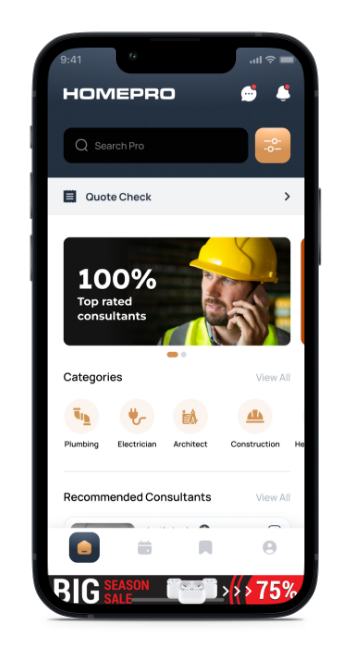 9:41
HOMEPRO
Search Pro
Quote Check
100%
Top rated
consultants
Categories
View All
Plumbing
Electrician
Architect
Construction
He
Recommended Consultants
View All
BIG SEASON SALE
75%